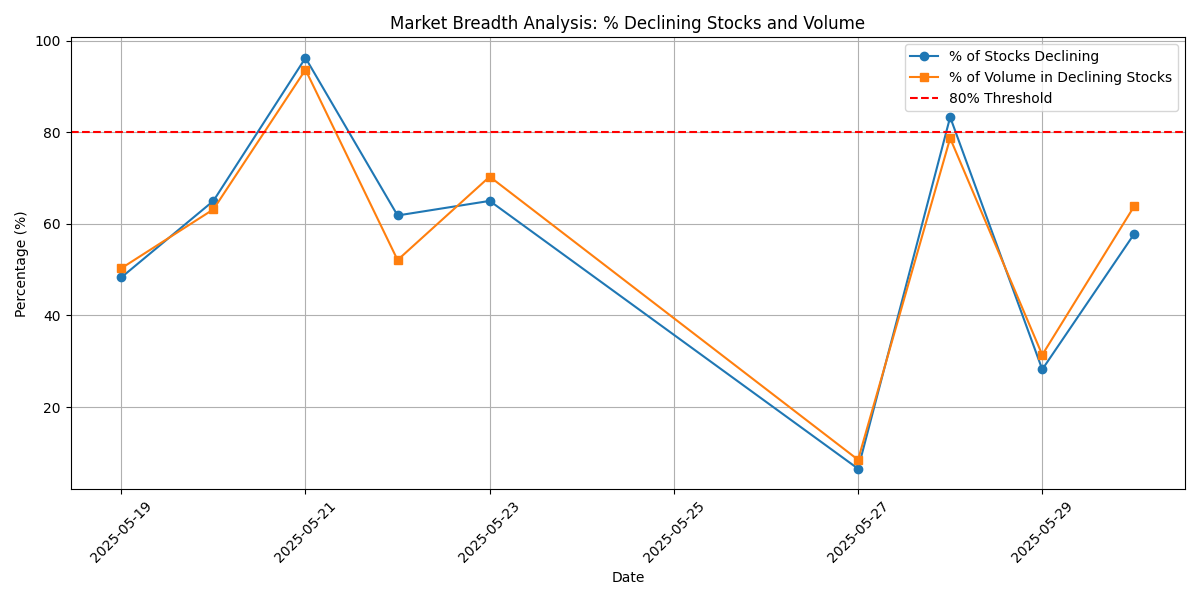 Market Breadth Analysis: % Declining Stocks and Volume
% of Stocks Declining
% of Volume in Declining Stocks
80% Threshold
Percentage (%)
100
80
60
40
20
2025-05-19
2025-05-21
2025-05-23
2025-05-25
2025-05-27
2025-05-29
Date